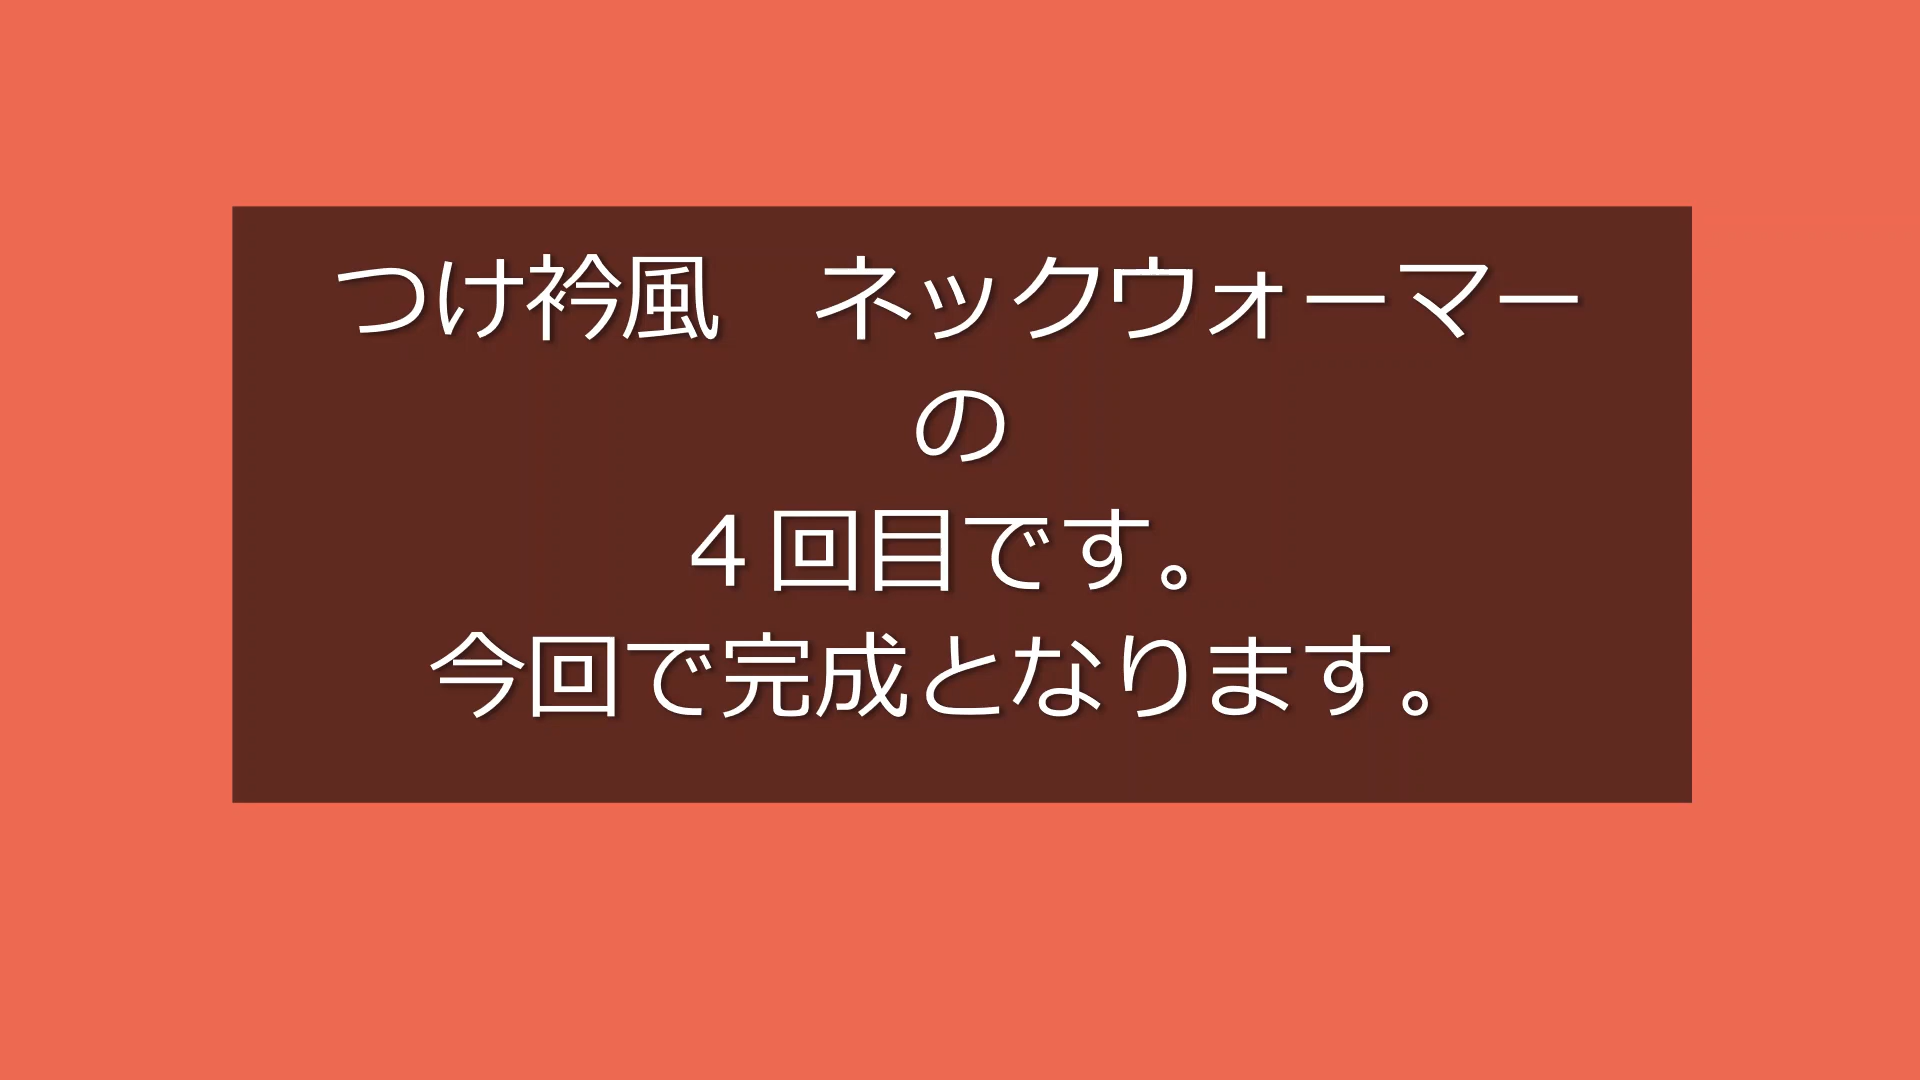 つけ衿風　ネックウォーマー
の
４回目です。
今回で完成となります。